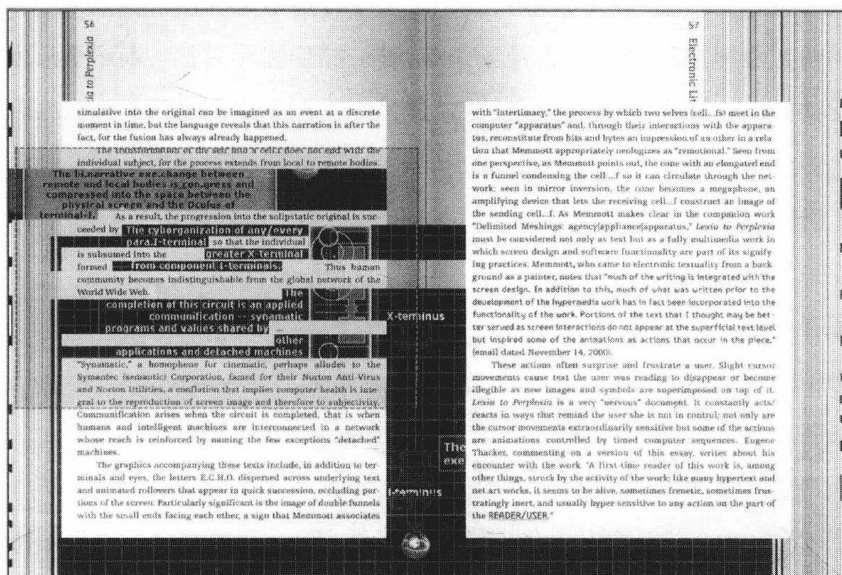 56
to Perplexia
simulative into the original can be imagined as an event at a discrete
moment in time, but the language reveals that this narration is after the
fact, for the fusion has always already happened.
The transformation of the self into a cell.f does not end with the
individual subject, for the process extends from local to remote bodies.
The bi.narrative exe.change between
remote and local bodies is con.gress and
compressed into the space between the
physical screen and the Oculus of
terminal-I. As a result, the progression into the solipstatic original is suc-
ceeded by The cyborganization of any/every
para.I-terminal so that the individual
is subsumed into the greater X-terminal
formed from component I-terminals. Thus human
community becomes indistinguishable from the global network of the
World Wide Web. The
completion of this circuit is an applied
communification -- synamatic
programs and values shared by
other
applications and detached machines
"Synamatic," a homophone for cinematic, perhaps alludes to the
Symantec (semantic) Corporation, famed for their Norton Anti-Virus
and Norton Utilities, a conflation that implies computer health is inte-
gral to the reproduction of screen image and therefore to subjectivity.
Communification arises when the circuit is completed, that is when
humans and intelligent machines are interconnected in a network
whose reach is reinforced by naming the few exceptions "detached"
machines.
The graphics accompanying these texts include, in addition to ter-
minals and eyes, the letters E.C.H.O. dispersed across underlying text
and animated rollovers that appear in quick succession, occluding por-
tions of the screen. Particularly significant is the image of double funnels
with the small ends facing each other, a sign that Memmott associates
X-terminus
The
exe
I-terminus
57
Electronic Lit
with "intertimacy," the process by which two selves (cell...fs) meet in the
computer "apparatus" and, through their interactions with the appara-
tus, reconstitute from bits and bytes an impression of an other in a rela-
tion that Memmott appropriately neologizes as "remotional." Seen from
one perspective, as Memmott points out, the cone with an elongated end
is a funnel condensing the cell...f so it can circulate through the net-
work; seen in mirror inversion, the cone becomes a megaphone, an
amplifying device that lets the receiving cell...f construct an image of
the sending cell...f. As Memmott makes clear in the companion work
"Delimited Meshings: agency|appliance|apparatus," Lexia to Perplexia
must be considered not only as text but as a fully multimedia work in
which screen design and software functionality are part of its signify-
ing practices. Memmott, who came to electronic textuality from a back-
ground as a painter, notes that "much of the writing is integrated with the
screen design. In addition to this, much of what was written prior to the
development of the hypermedia work has in fact been incorporated into the
functionality of the work. Portions of the text that I thought may be bet-
ter served as screen interactions do not appear at the superficial text level
but inspired some of the animations as actions that occur in the piece."
(email dated November 14, 2000).
These actions often surprise and frustrate a user. Slight cursor
movements cause text the user was reading to disappear or become
illegible as new images and symbols are superimposed on top of it.
Lexia to Perplexia is a very "nervous" document. It constantly acts/
reacts in ways that remind the user she is not in control; not only are
the cursor movements extraordinarily sensitive but some of the actions
are animations controlled by timed computer sequences. Eugene
Thacker, commenting on a version of this essay, writes about his
encounter with the work. "A first-time reader of this work is, among
other things, struck by the activity of the work: like many hypertext and
net.art works, it seems to be alive, sometimes frenetic, sometimes frus-
tratingly inert, and usually hyper-sensitive to any action on the part of
the READER/USER."